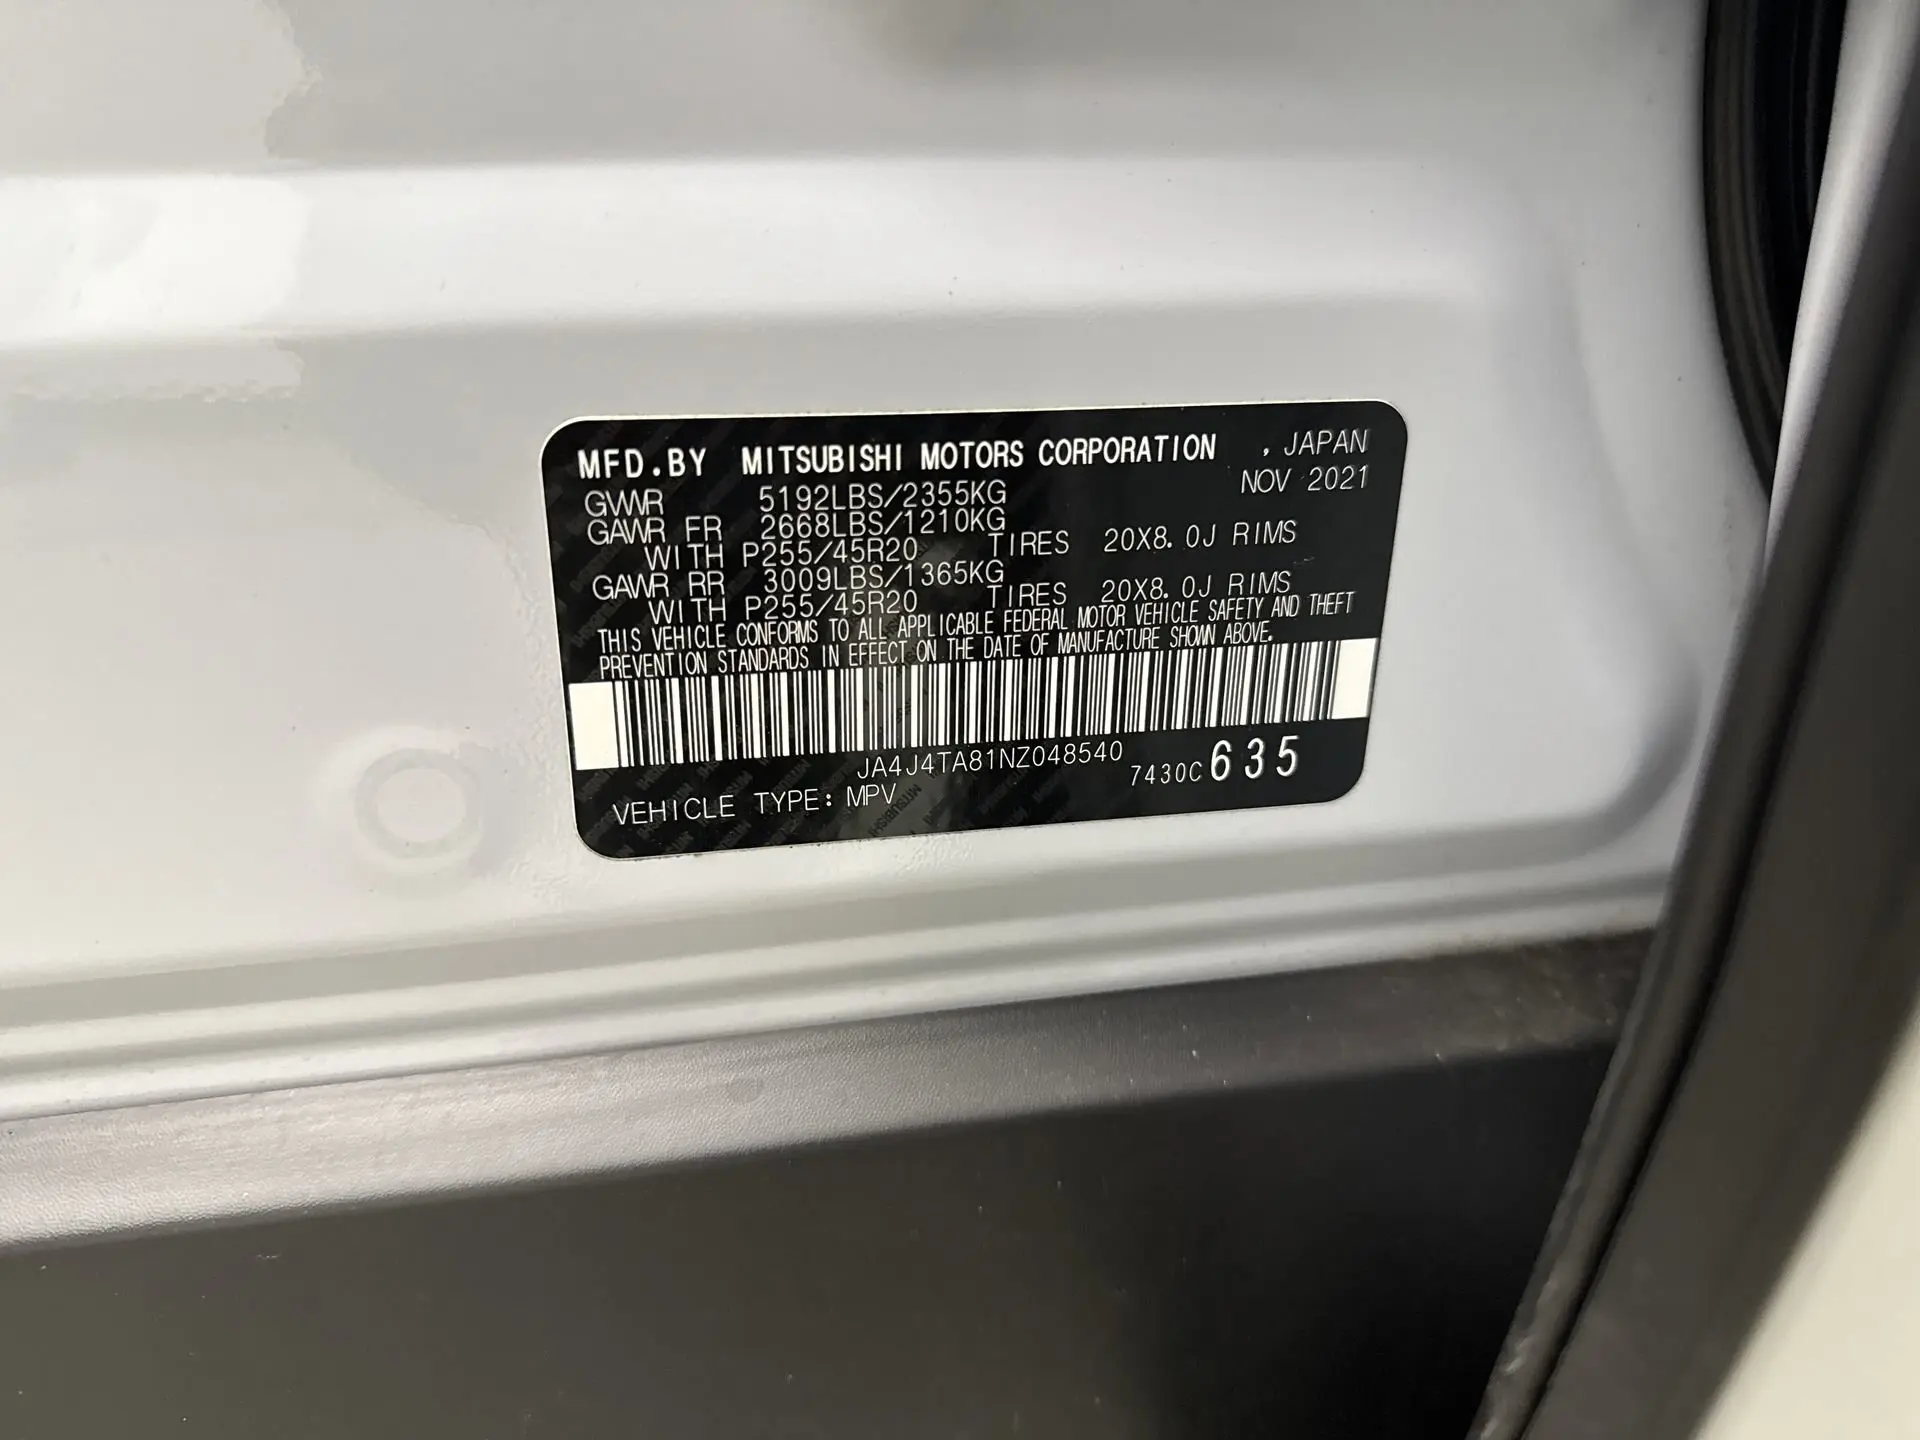 MFD.BY MITSUBISHI MOTORS CORPORATION , JAPAN
NOV 2021
GVWR 5192LBS/2355KG
GAWR FR 2668LBS/1210KG
WITH P255/45R20 TIRES 20X8.0J RIMS
GAWR RR 3009LBS/1365KG
WITH P255/45R20 TIRES 20X8.0J RIMS
THIS VEHICLE CONFORMS TO ALL APPLICABLE FEDERAL MOTOR VEHICLE SAFETY AND THEFT
PREVENTION STANDARDS IN EFFECT ON THE DATE OF MANUFACTURE SHOWN ABOVE.
JA4J4TA81NZ048540 7430C 635
VEHICLE TYPE: MPV